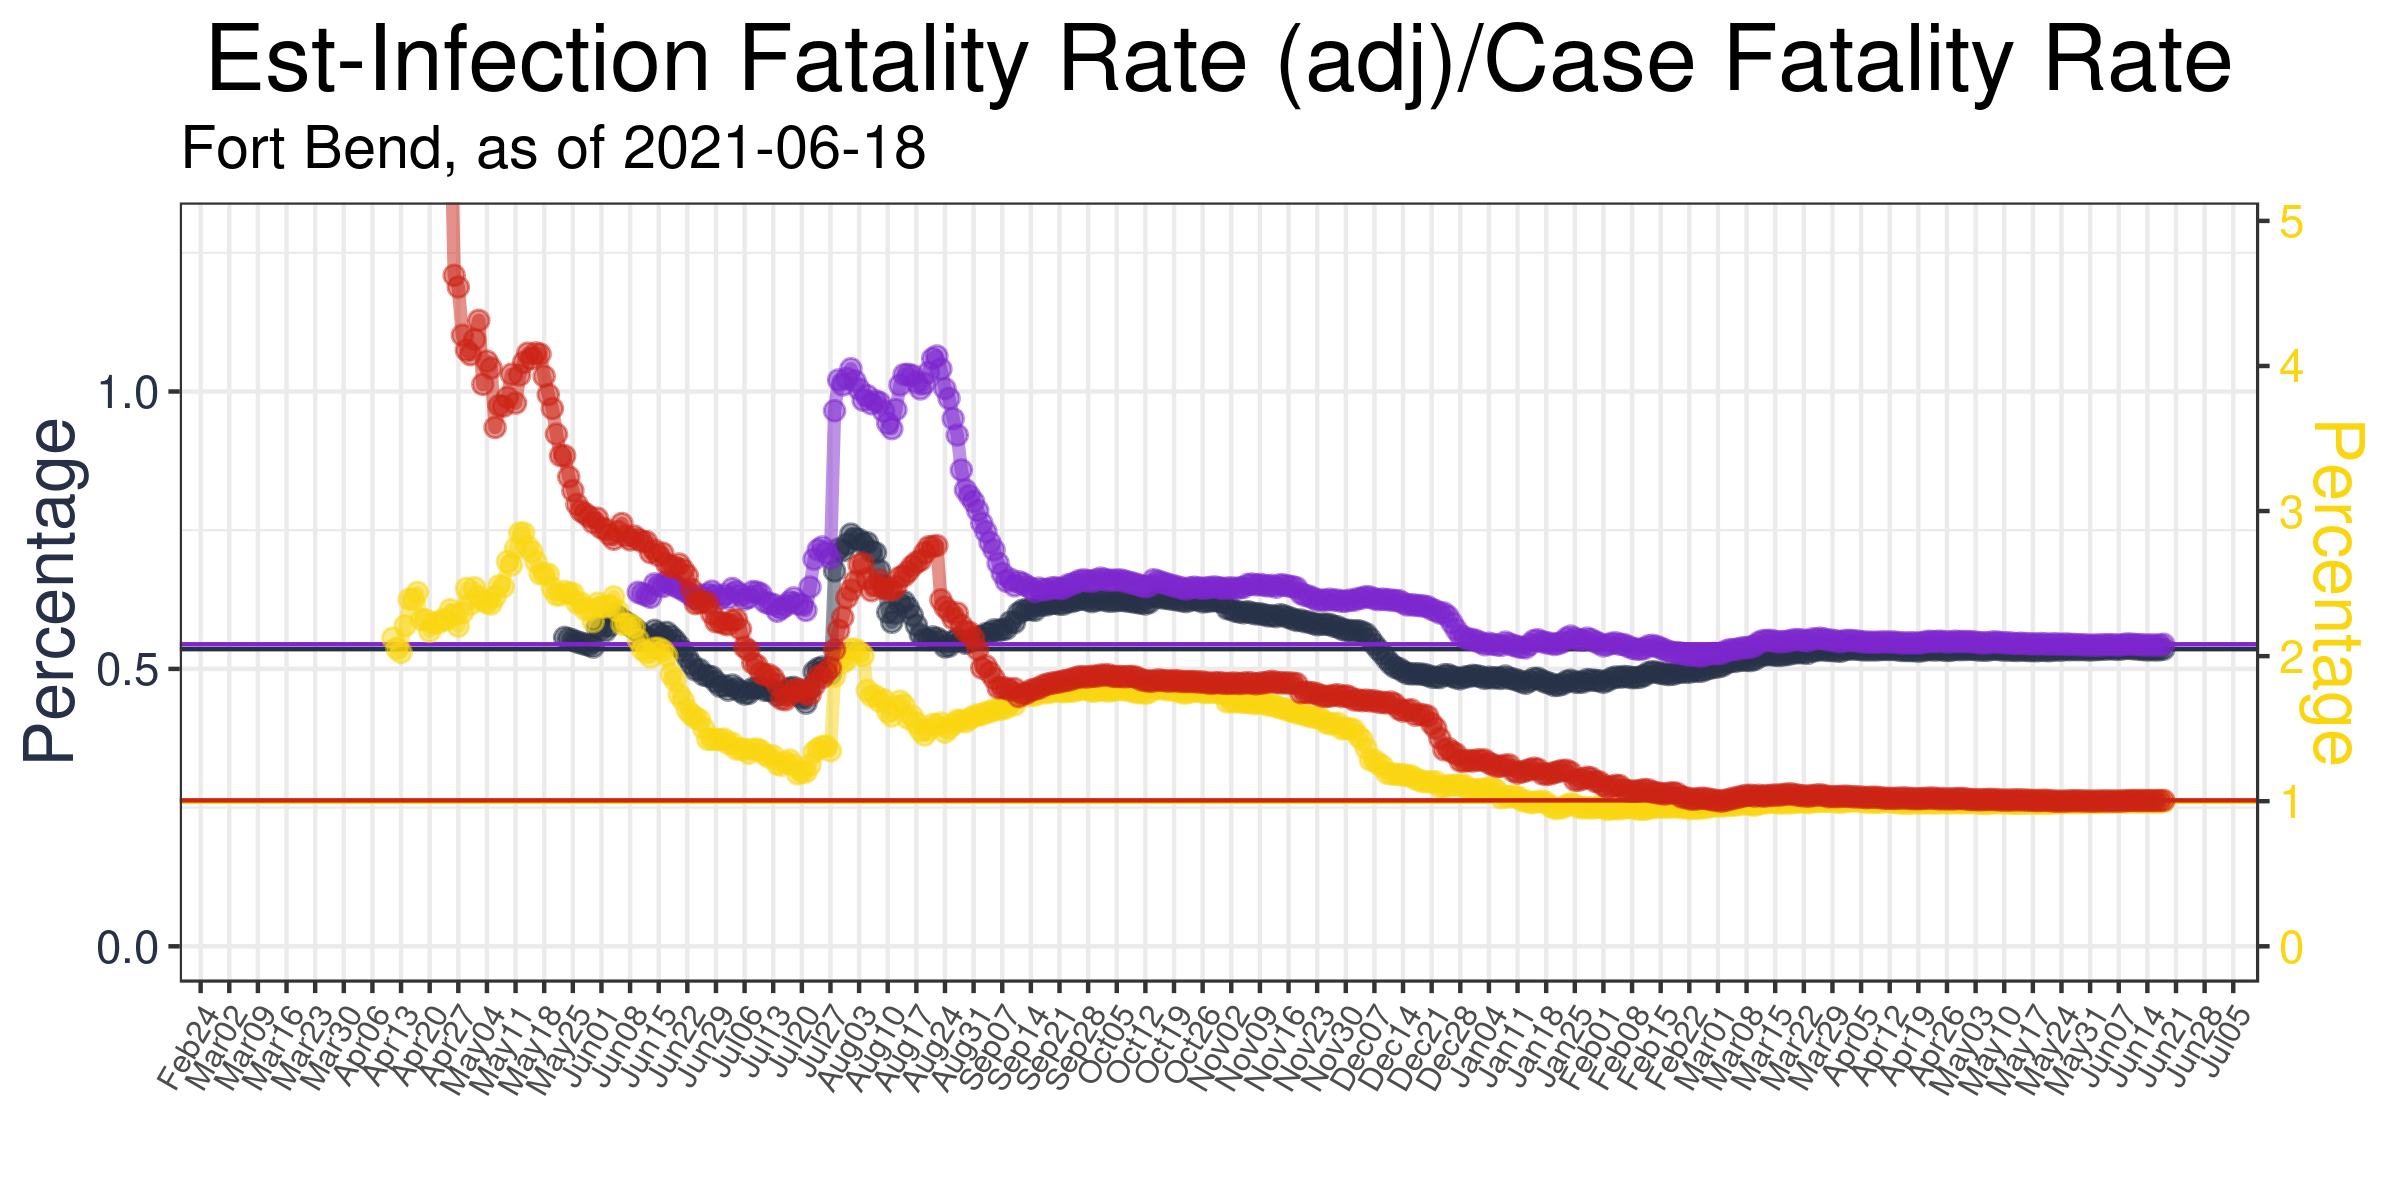 Est-Infection Fatality Rate (adj)/Case Fatality Rate
Fort Bend, as of 2021-06-18
Percentage
1.0
0.5
0.0
5
4
3
2
1
0
Percentage
Feb24
Mar02
Mar09
Mar16
Mar23
Mar30
Apr06
Apr13
Apr20
Apr27
May04
May11
May18
May25
Jun01
Jun08
Jun15
Jun22
Jun29
Jul06
Jul13
Jul20
Jul27
Aug03
Aug10
Aug17
Aug24
Aug31
Sep07
Sep14
Sep21
Sep28
Oct05
Oct12
Oct19
Oct26
Nov02
Nov09
Nov16
Nov23
Nov30
Dec07
Dec14
Dec21
Dec28
Jan04
Jan11
Jan18
Jan25
Feb01
Feb08
Feb15
Feb22
Mar01
Mar08
Mar15
Mar22
Mar29
Apr05
Apr12
Apr19
Apr26
May03
May10
May17
May24
May31
Jun07
Jun14
Jun21
Jun28
Jul05